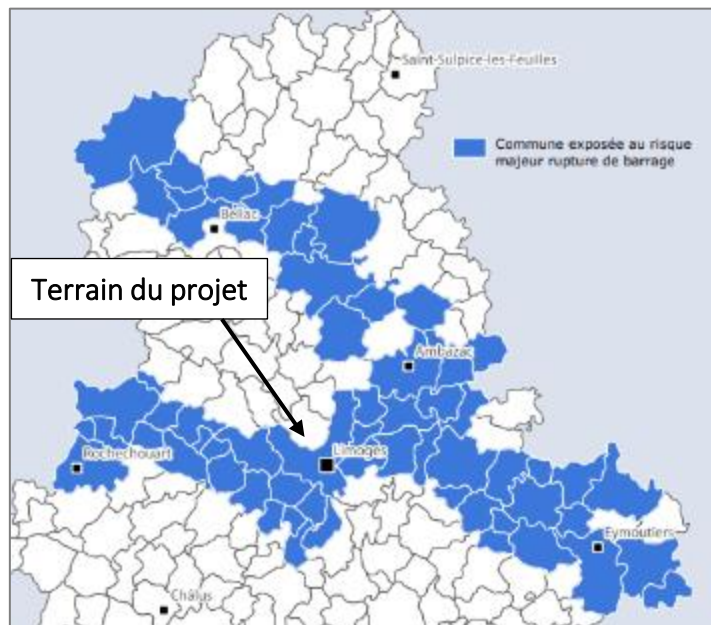 Saint-Sulpice-les-Feuilles
Commune exposée au risque
majeur rupture de barrage
Bellac
Terrain du projet
Ambazac
Rochechouart
Limoges
Eymoutiers
Châlus